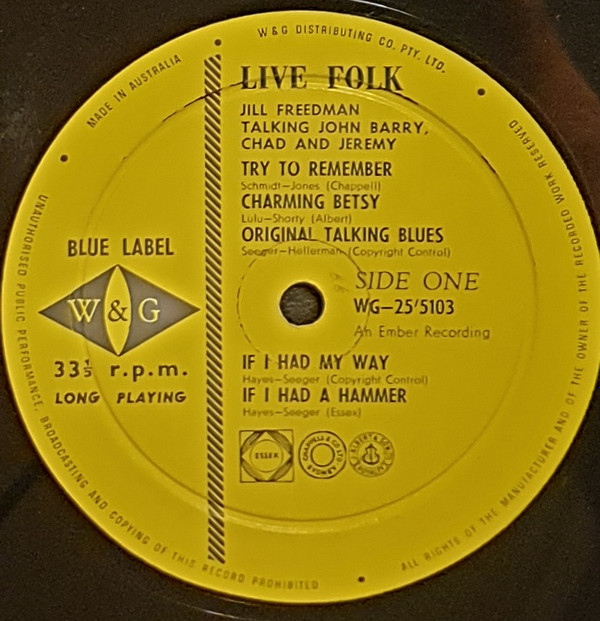 W & G DISTRIBUTING CO. PTY. LTD.
MADE IN AUSTRALIA
LIVE FOLK
JILL FREEDMAN
TALKING JOHN BARRY,
CHAD AND JEREMY
TRY TO REMEMBER
Schmidt—Jones (Chappell)
CHARMING BETSY
Lulu—Shorty (Albert)
ORIGINAL TALKING BLUES
Seeger—Hellerman (Copyright Control)
BLUE LABEL
W & G
33⅓ r.p.m.
LONG PLAYING
SIDE ONE
WG—25/5103
An Ember Recording
IF I HAD MY WAY
Hayes—Seeger (Copyright Control)
IF I HAD A HAMMER
Hayes—Seeger (Essex)
ESSEX
ALL RIGHTS OF THE MANUFACTURER AND OF THE OWNER OF THE RECORDED WORK RESERVED
UNAUTHORISED PUBLIC PERFORMANCE, BROADCASTING AND COPYING OF THIS RECORD PROHIBITED